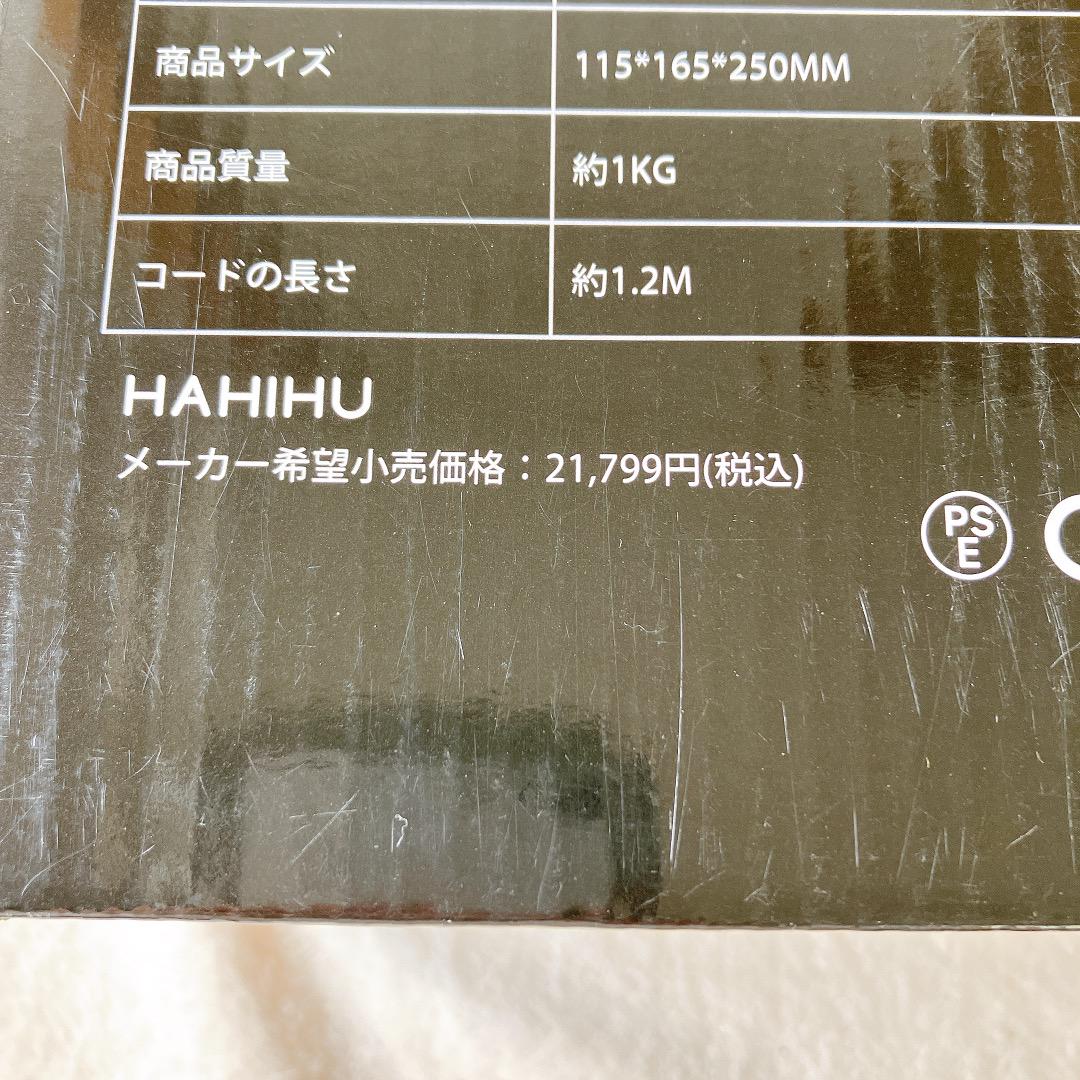 商品サイズ 115*165*250MM
商品質量 約1KG
コードの長さ 約1.2M
HAHIHU
メーカー希望小売価格：21,799円(税込)
PS
E